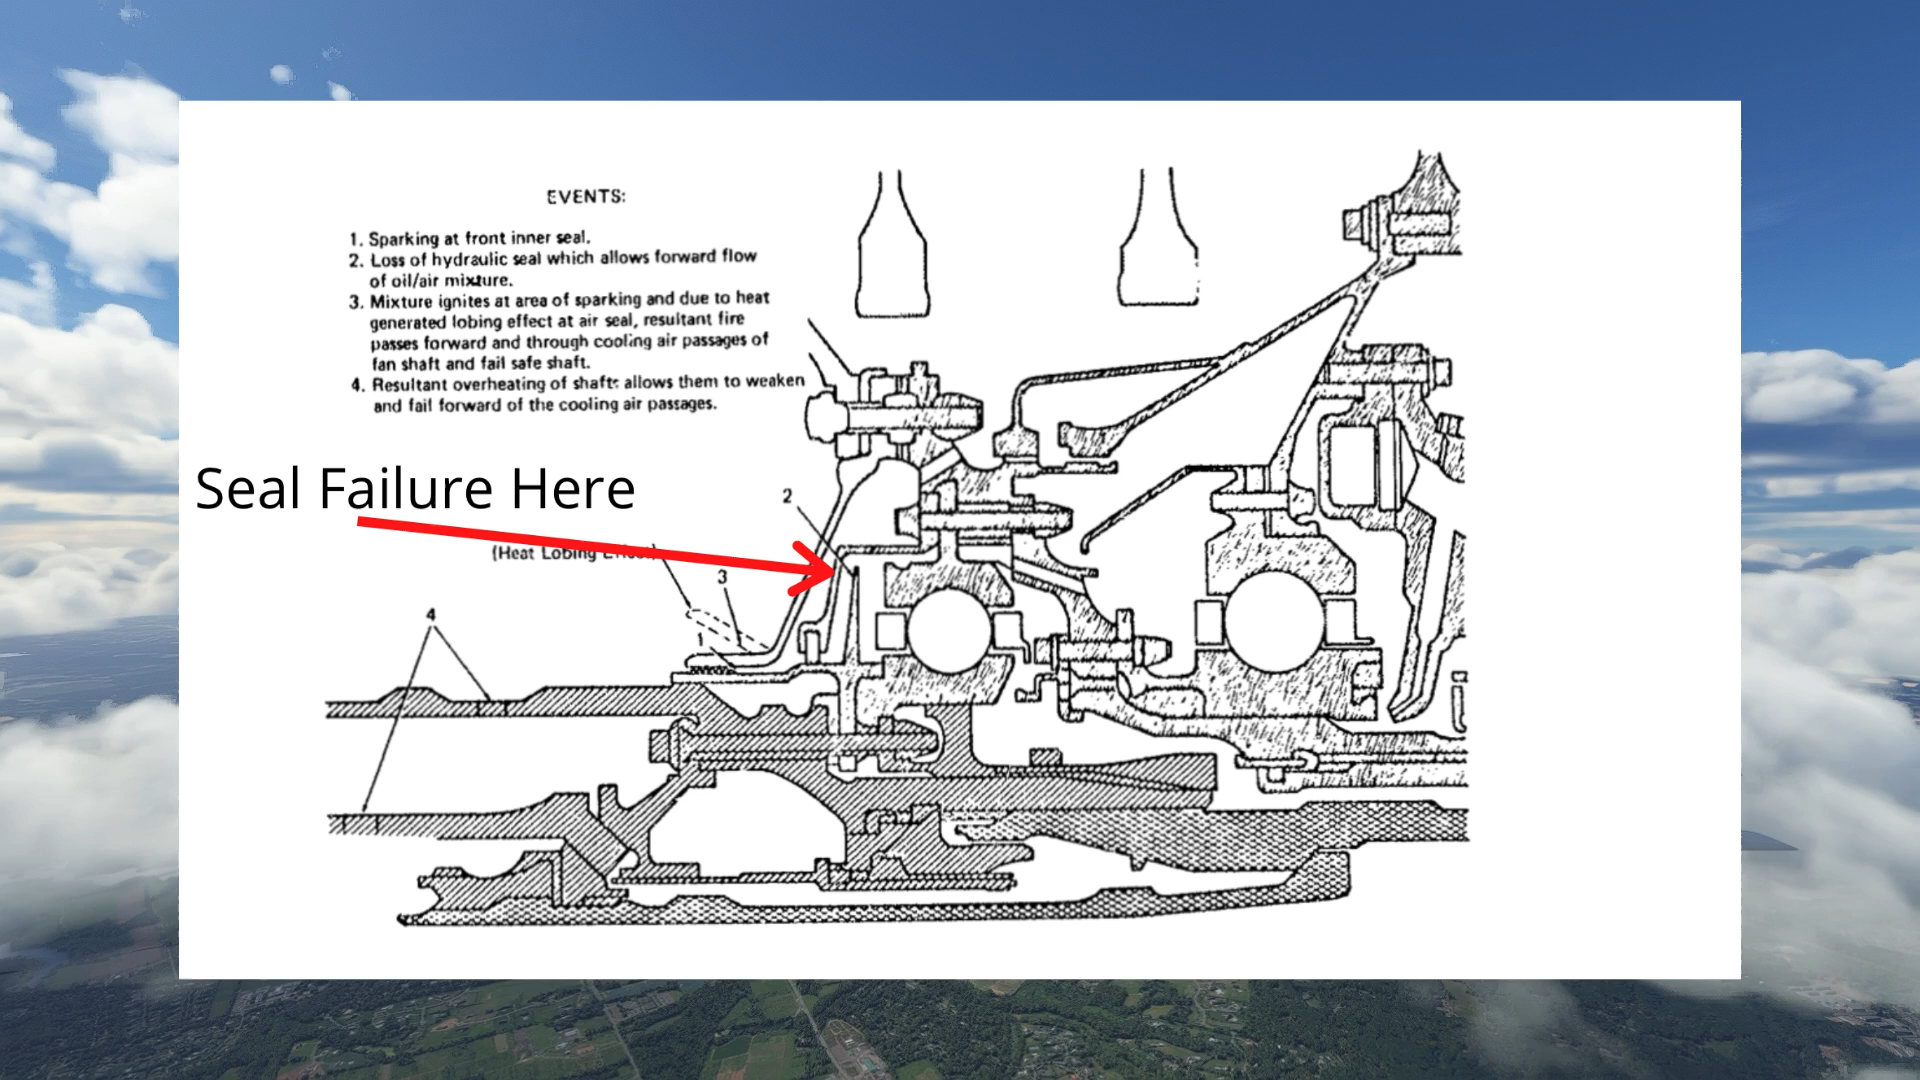 EVENTS:
1. Sparking at front inner seal.
2. Loss of hydraulic seal which allows forward flow
of oil/air mixture.
3. Mixture ignites at area of sparking and due to heat
generated lobing effect at air seal, resultant fire
passes forward and through cooling air passages of
fan shaft and fail safe shaft.
4. Resultant overheating of shafts allows them to weaken
and fail forward of the cooling air passages.
Seal Failure Here
2
(Heat Lobing
3
4
1